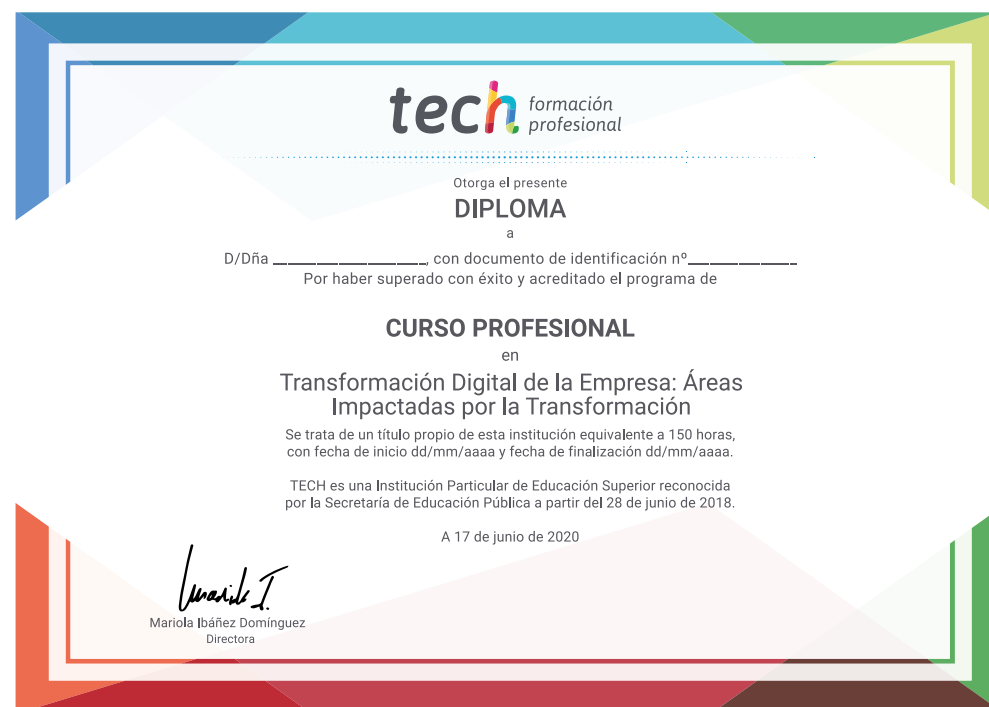 tech formación
profesional
Otorga el presente
DIPLOMA
a
D/Dña ____________________, con documento de identificación nº______________
Por haber superado con éxito y acreditado el programa de
CURSO PROFESIONAL
en
Transformación Digital de la Empresa: Áreas
Impactadas por la Transformación
Se trata de un título propio de esta institución equivalente a 150 horas,
con fecha de inicio dd/mm/aaaa y fecha de finalización dd/mm/aaaa.
TECH es una Institución Particular de Educación Superior reconocida
por la Secretaría de Educación Pública a partir del 28 de junio de 2018.
A 17 de junio de 2020
Mariola Ibáñez Domínguez
Directora